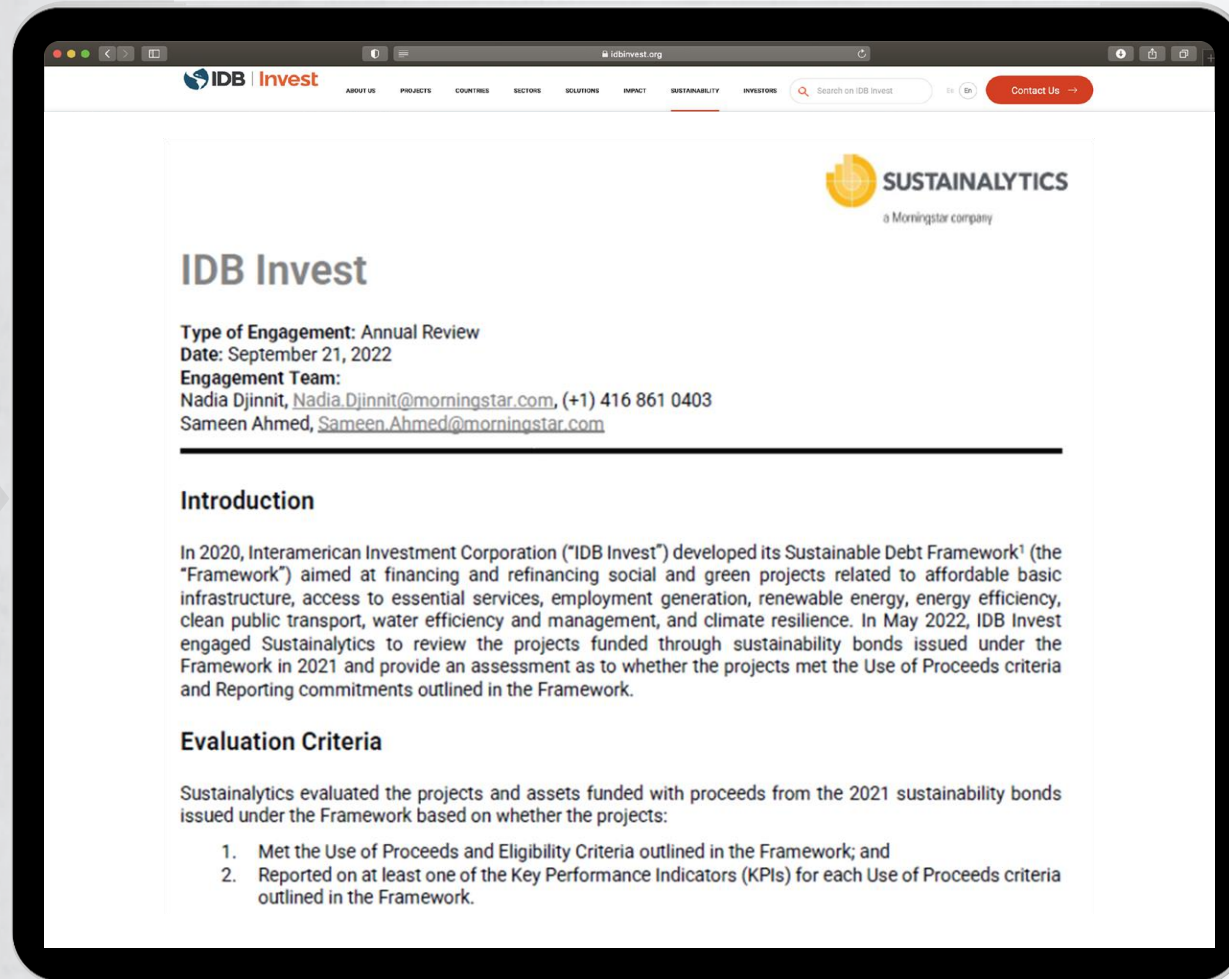 idbinvest.org
IDB | Invest
ABOUT US
PROJECTS
COUNTRIES
SECTORS
SOLUTIONS
IMPACT
SUSTAINABILITY
INVESTORS
Search on IDB Invest
Es
En
Contact Us →
SUSTAINALYTICS
a Morningstar company
IDB Invest
Type of Engagement: Annual Review
Date: September 21, 2022
Engagement Team:
Nadia Djinnit, Nadia.Djinnit@morningstar.com, (+1) 416 861 0403
Sameen Ahmed, Sameen.Ahmed@morningstar.com
Introduction
In 2020, Interamerican Investment Corporation (“IDB Invest”) developed its Sustainable Debt Framework¹ (the
“Framework”) aimed at financing and refinancing social and green projects related to affordable basic
infrastructure, access to essential services, employment generation, renewable energy, energy efficiency,
clean public transport, water efficiency and management, and climate resilience. In May 2022, IDB Invest
engaged Sustainalytics to review the projects funded through sustainability bonds issued under the
Framework in 2021 and provide an assessment as to whether the projects met the Use of Proceeds criteria
and Reporting commitments outlined in the Framework.
Evaluation Criteria
Sustainalytics evaluated the projects and assets funded with proceeds from the 2021 sustainability bonds
issued under the Framework based on whether the projects:
1. Met the Use of Proceeds and Eligibility Criteria outlined in the Framework; and
2. Reported on at least one of the Key Performance Indicators (KPIs) for each Use of Proceeds criteria
outlined in the Framework.